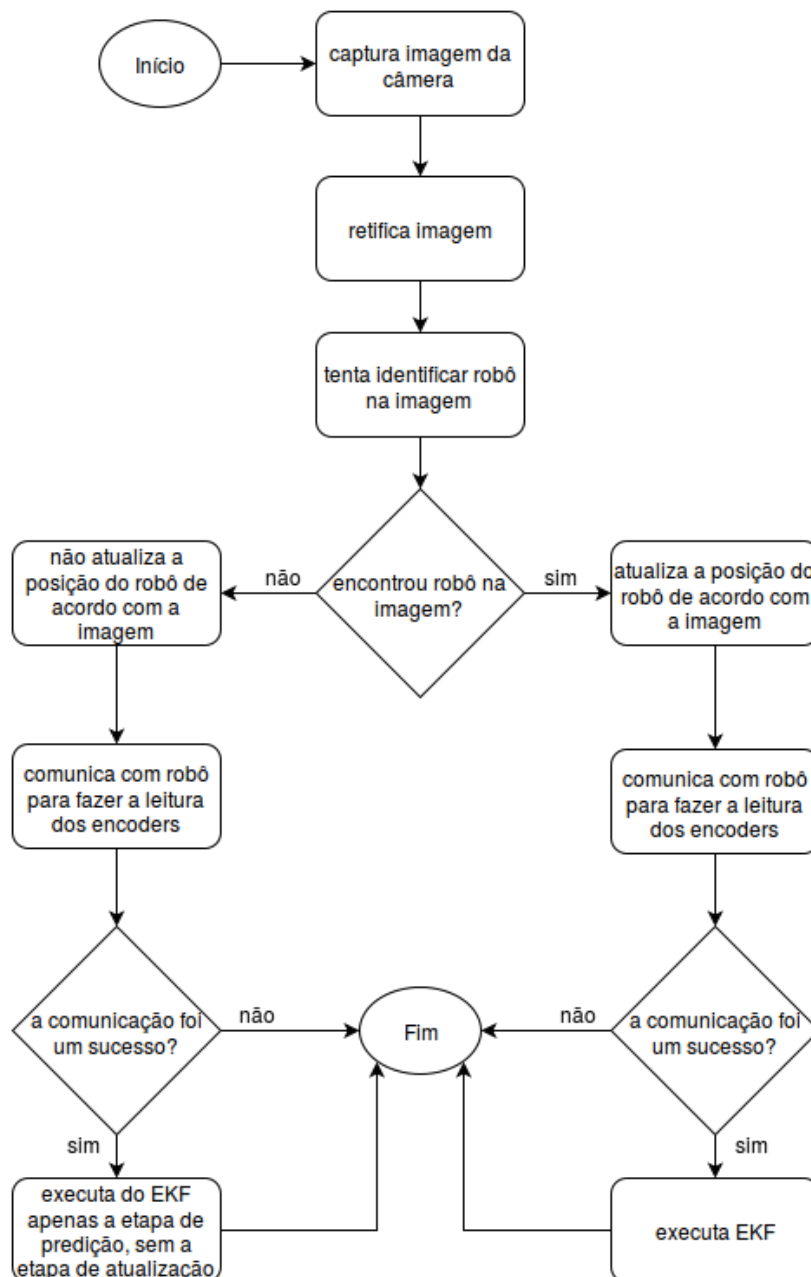 Início
captura imagem da
câmera
retifica imagem
tenta identificar robô
na imagem
encontrou robô na
imagem?
não
sim
não atualiza a
posição do robô de
acordo com a
imagem
atualiza a posição do
robô de acordo com
a imagem
comunica com robô
para fazer a leitura
dos encoders
comunica com robô
para fazer a leitura
dos encoders
a comunicação foi
um sucesso?
não
Fim
não
a comunicação foi
um sucesso?
sim
sim
executa do EKF
apenas a etapa de
predição, sem a
etapa de atualização
executa EKF